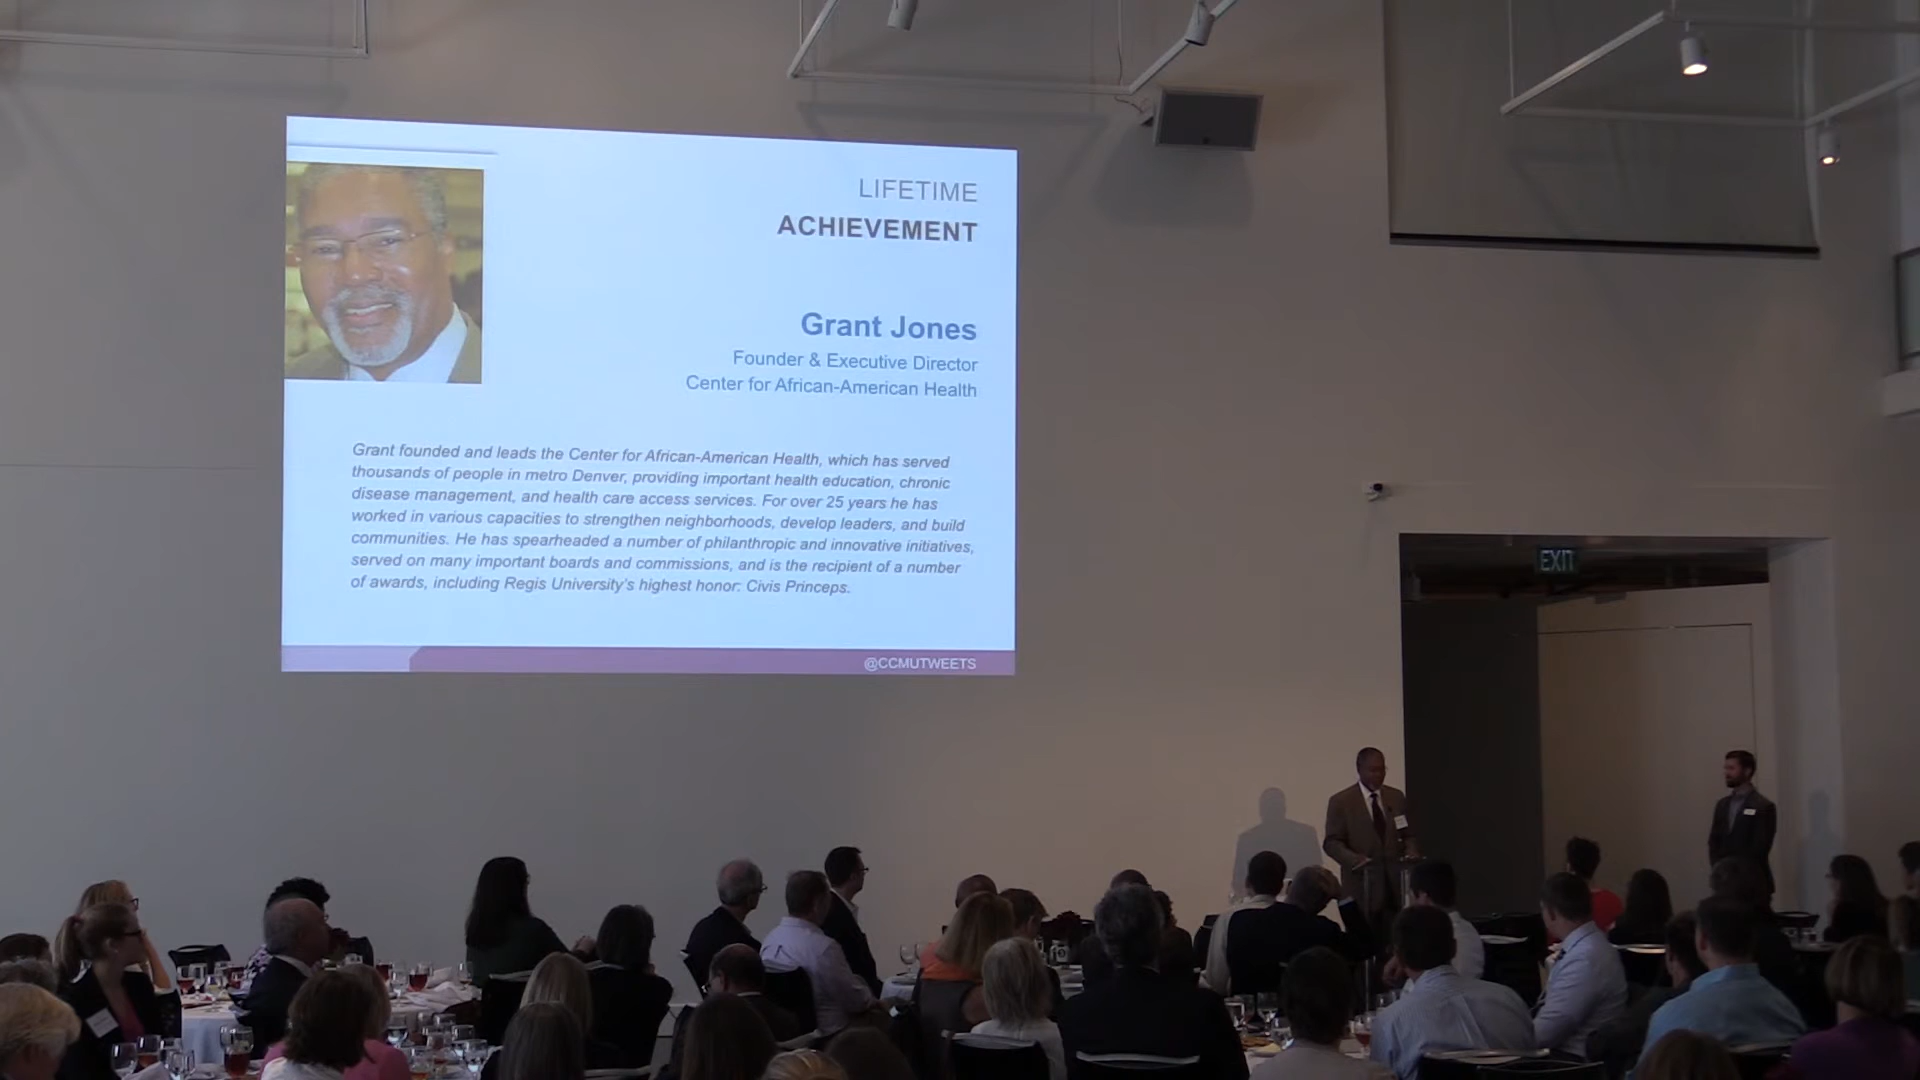 LIFETIME
ACHIEVEMENT
Grant Jones
Founder & Executive Director
Center for African-American Health
Grant founded and leads the Center for African-American Health, which has served
thousands of people in metro Denver, providing important health education, chronic
disease management, and health care access services. For over 25 years he has
worked in various capacities to strengthen neighborhoods, develop leaders, and build
communities. He has spearheaded a number of philanthropic and innovative initiatives,
served on many important boards and commissions, and is the recipient of a number
of awards, including Regis University's highest honor: Civis Princeps.
@CCMUTWEETS
EXIT